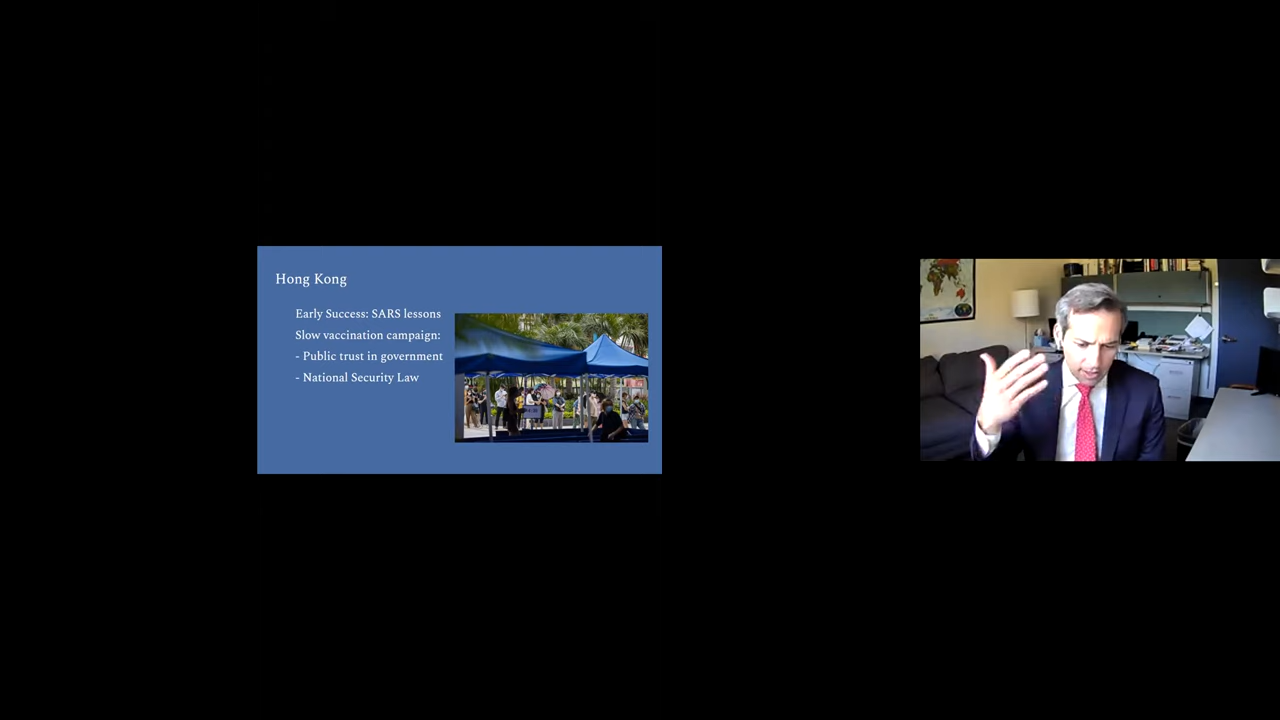 Hong Kong
Early Success: SARS lessons
Slow vaccination campaign:
- Public trust in government
- National Security Law